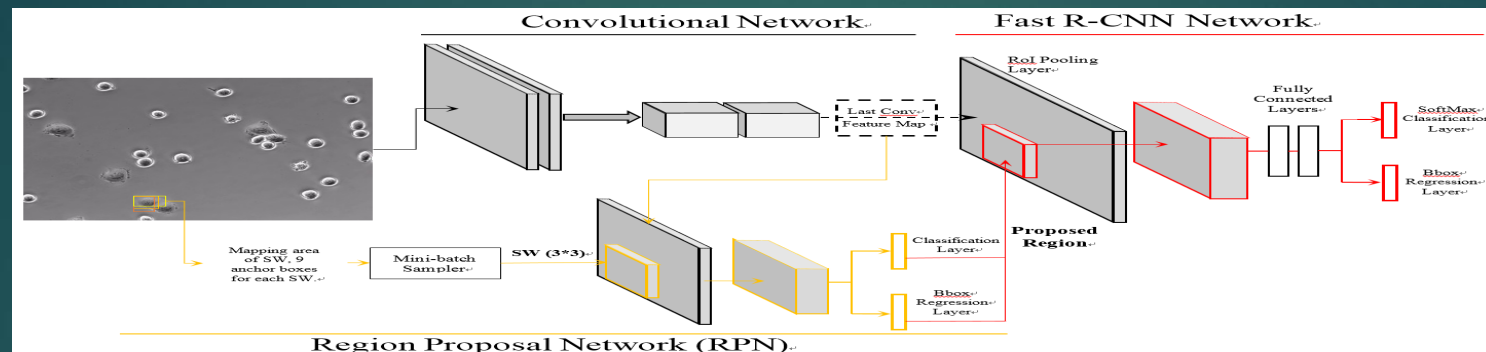 Convolutional Network
Fast R-CNN Network
RoI Pooling
Layer
Fully
Connected
Layers
SoftMax
Classification
Layer
Last Conv
Feature Map
Bbox
Regression
Layer
Proposed
Region
Mapping area
of SW, 9
anchor boxes
for each SW.
Mini-batch
Sampler
SW (3*3)
Classification
Layer
Bbox
Regression
Layer
Region Proposal Network (RPN)